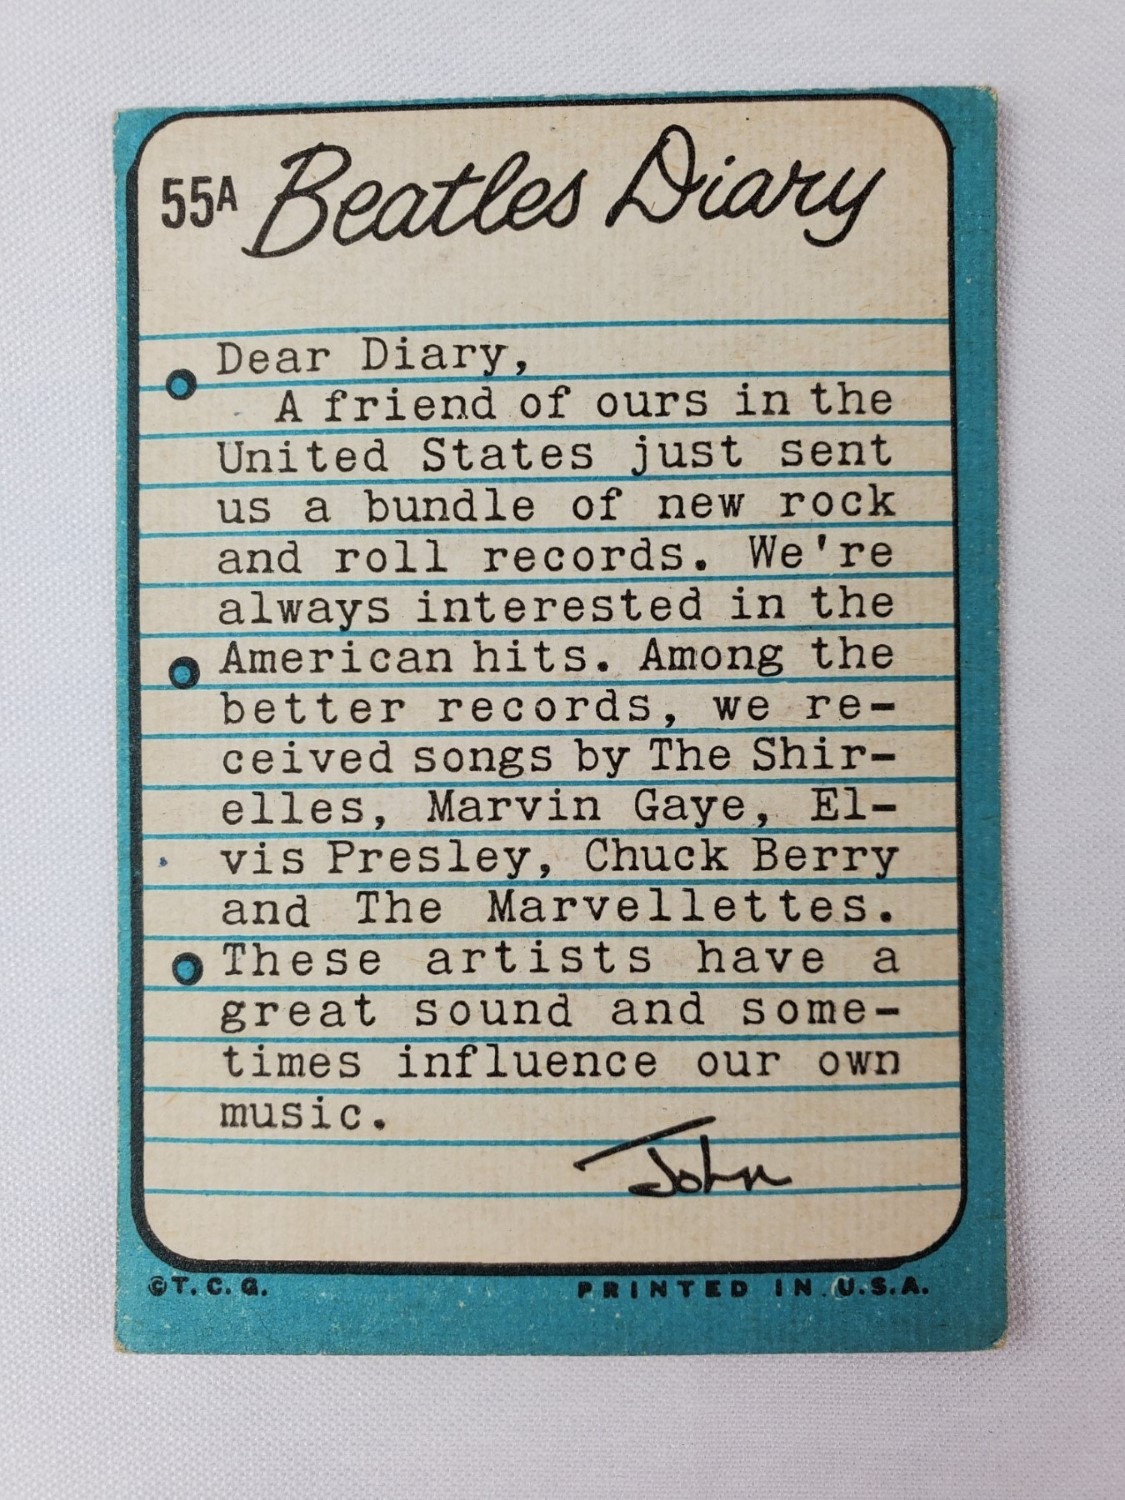 55A Beatles Diary
Dear Diary,
A friend of ours in the
United States just sent
us a bundle of new rock
and roll records. We're
always interested in the
American hits. Among the
better records, we re-
ceived songs by The Shir-
elles, Marvin Gaye, El-
vis Presley, Chuck Berry
and The Marvellettes.
These artists have a
great sound and some-
times influence our own
music.
John
©T.C.G. PRINTED IN U.S.A.